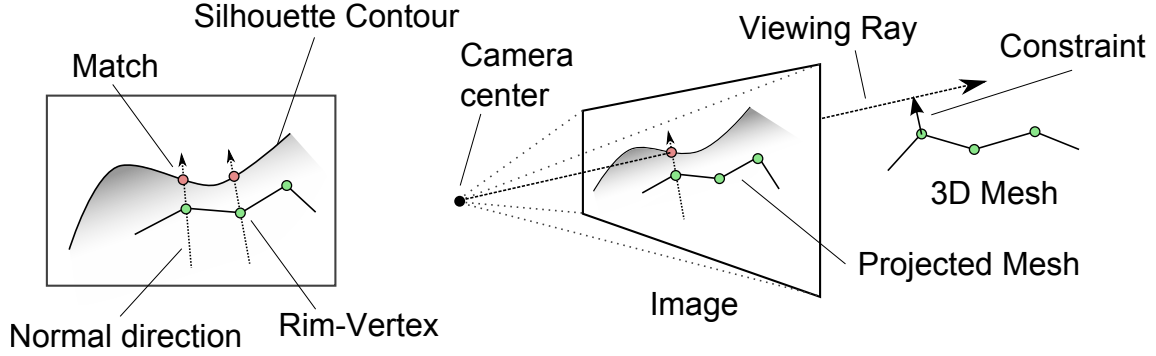 Silhouette Contour
Match
Normal direction
Rim-Vertex
Camera
center
Viewing Ray
Constraint
3D Mesh
Projected Mesh
Image